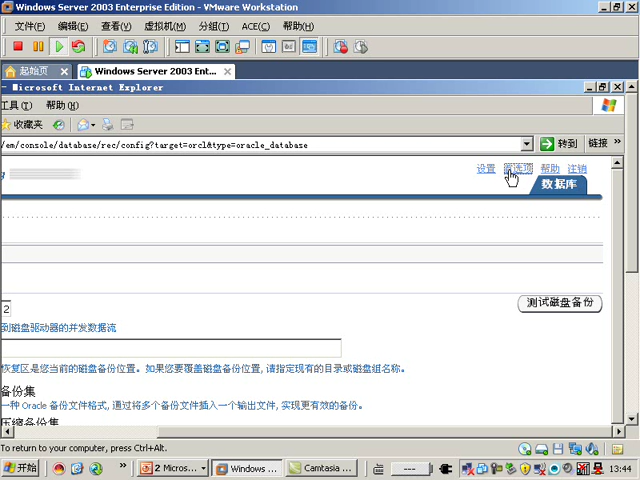 Windows Server 2003 Enterprise Edition - VMware Workstation
文件(F) 编辑(E) 查看(V) 虚拟机(M) 分组(T) ACE(C) 帮助(H)
起始页 Windows Server 2003 Ent...
- Microsoft Internet Explorer
工具(T) 帮助(H)
收藏夹
/em/console/database/rec/config?target=orcl&type=oracle_database 转到 链接 »
设置 首选项 帮助 注销
数据库
2
测试磁盘备份
到磁盘驱动器的并发数据流
恢复区是您当前的磁盘备份位置。如果您要覆盖磁盘备份位置, 请指定现有的目录或磁盘组名称。
备份集
一种 Oracle 备份文件格式, 通过将多个备份文件插入一个输出文件, 实现更有效的备份。
压缩备份集
To return to your computer, press Ctrl+Alt.
开始 » 2 Micros... Windows ... Camtasia ... --- 13:44